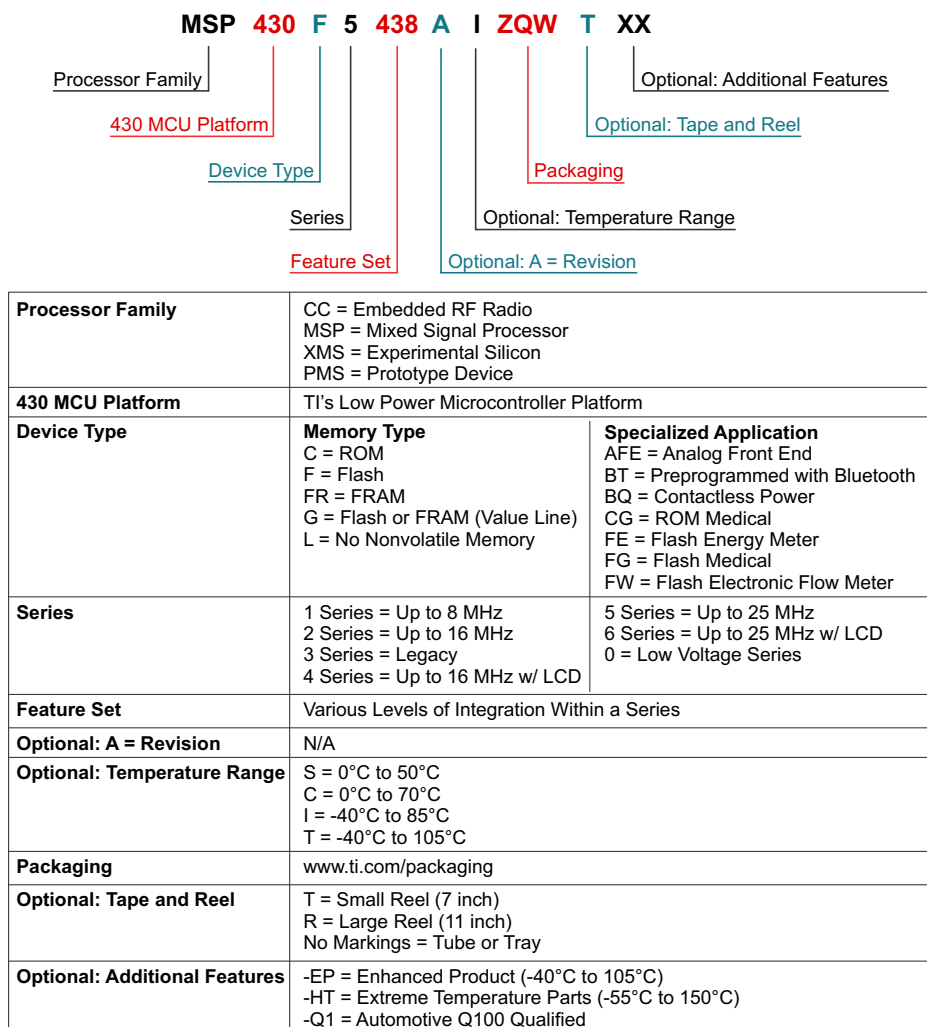 MSP 430 F 5 438 A I ZQW T XX
Processor Family
Optional: Additional Features
430 MCU Platform
Optional: Tape and Reel
Device Type
Packaging
Series
Optional: Temperature Range
Feature Set
Optional: A = Revision
Processor Family
CC = Embedded RF Radio
MSP = Mixed Signal Processor
XMS = Experimental Silicon
PMS = Prototype Device
430 MCU Platform
TI's Low Power Microcontroller Platform
Device Type
Memory Type
C = ROM
F = Flash
FR = FRAM
G = Flash or FRAM (Value Line)
L = No Nonvolatile Memory
Specialized Application
AFE = Analog Front End
BT = Preprogrammed with Bluetooth
BQ = Contactless Power
CG = ROM Medical
FE = Flash Energy Meter
FG = Flash Medical
FW = Flash Electronic Flow Meter
Series
1 Series = Up to 8 MHz
2 Series = Up to 16 MHz
3 Series = Legacy
4 Series = Up to 16 MHz w/ LCD
5 Series = Up to 25 MHz
6 Series = Up to 25 MHz w/ LCD
0 = Low Voltage Series
Feature Set
Various Levels of Integration Within a Series
Optional: A = Revision
N/A
Optional: Temperature Range
S = 0°C to 50°C
C = 0°C to 70°C
I = -40°C to 85°C
T = -40°C to 105°C
Packaging
www.ti.com/packaging
Optional: Tape and Reel
T = Small Reel (7 inch)
R = Large Reel (11 inch)
No Markings = Tube or Tray
Optional: Additional Features
-EP = Enhanced Product (-40°C to 105°C)
-HT = Extreme Temperature Parts (-55°C to 150°C)
-Q1 = Automotive Q100 Qualified